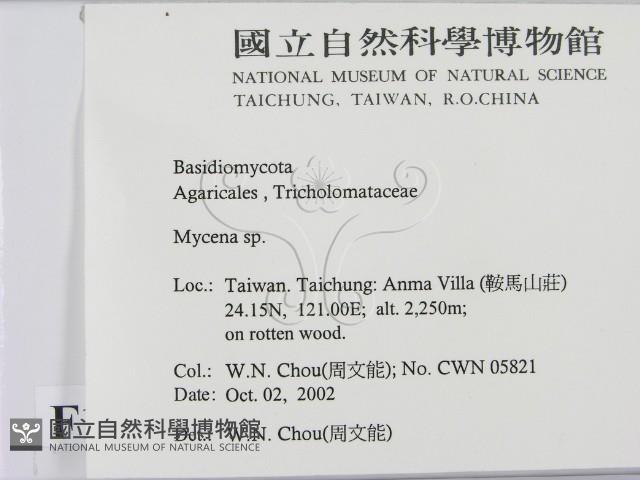 國立自然科學博物館
NATIONAL MUSEUM OF NATURAL SCIENCE
TAICHUNG, TAIWAN, R.O.CHINA
Basidiomycota
Agaricales , Tricholomataceae
Mycena sp.
Loc.: Taiwan. Taichung: Anma Villa (鞍馬山莊)
24.15N, 121.00E; alt. 2,250m;
on rotten wood.
Col.: W.N. Chou(周文能); No. CWN 05821
Date: Oct. 02, 2002
Det.: W.N. Chou(周文能)
F
國立自然科學博物館
NATIONAL MUSEUM OF NATURAL SCIENCE